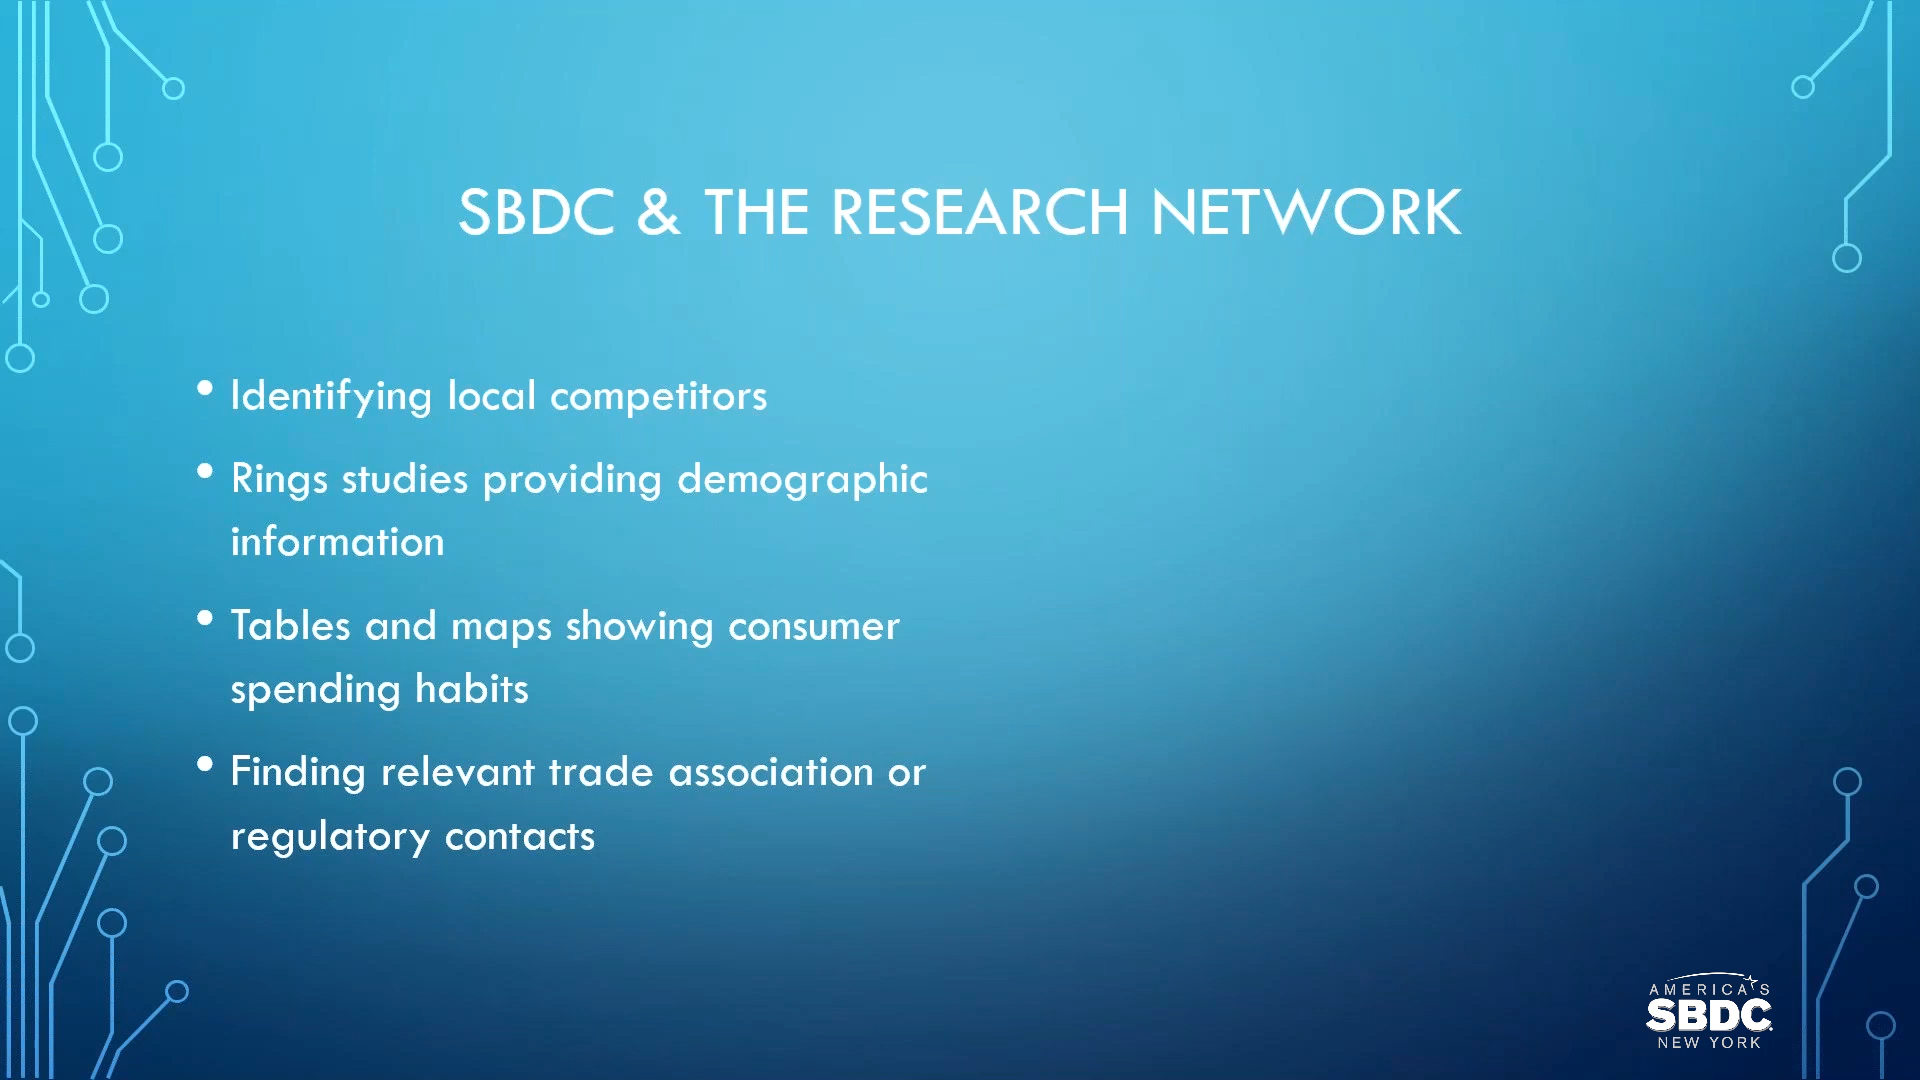 SBDC & THE RESEARCH NETWORK
• Identifying local competitors
• Rings studies providing demographic
information
• Tables and maps showing consumer
spending habits
• Finding relevant trade association or
regulatory contacts
AMERICA'S
SBDC
NEW YORK